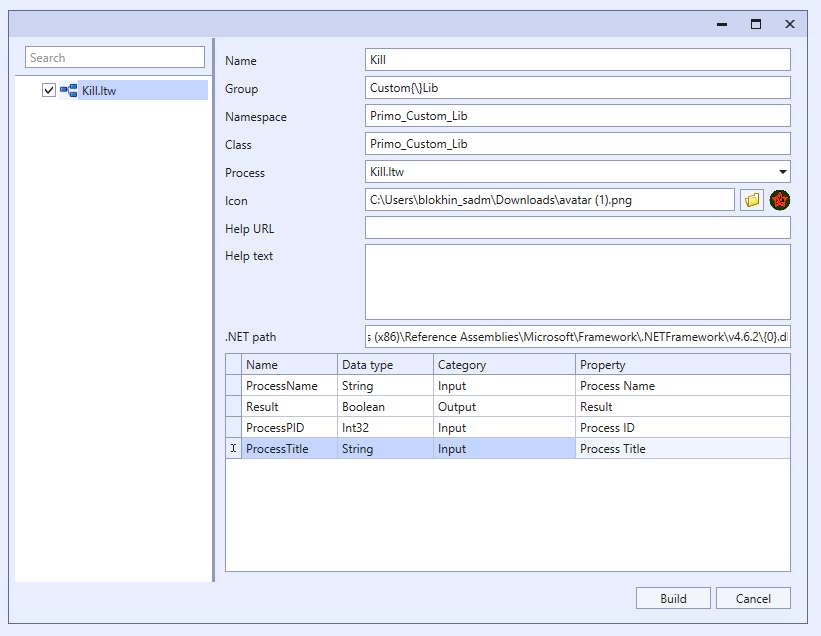 Search
Kill.ltw
Name Kill
Group Custom{\}Lib
Namespace Primo_Custom_Lib
Class Primo_Custom_Lib
Process Kill.ltw
Icon C:\Users\blokhin_sadm\Downloads\avatar (1).png
Help URL
Help text
.NET path (x86)\Reference Assemblies\Microsoft\Framework\.NETFramework\v4.6.2\{0}.dl
Name Data type Category Property
ProcessName String Input Process Name
Result Boolean Output Result
ProcessPID Int32 Input Process ID
ProcessTitle String Input Process Title
Build Cancel